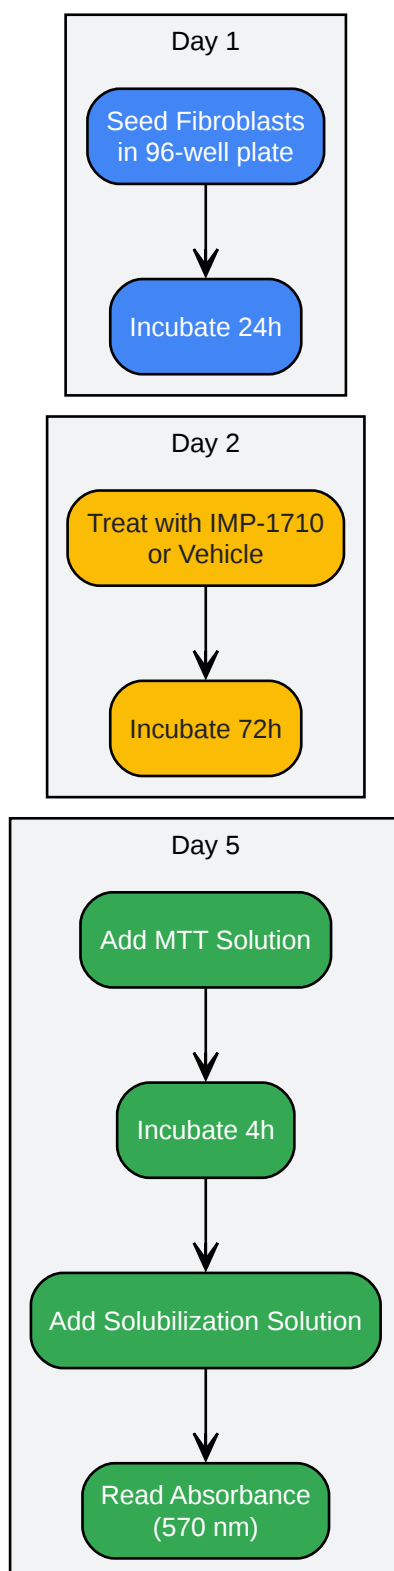 Day 1
Seed Fibroblasts
in 96-well plate
Incubate 24h
Day 2
Treat with IMP-1710
or Vehicle
Incubate 72h
Day 5
Add MTT Solution
Incubate 4h
Add Solubilization Solution
Read Absorbance
(570 nm)